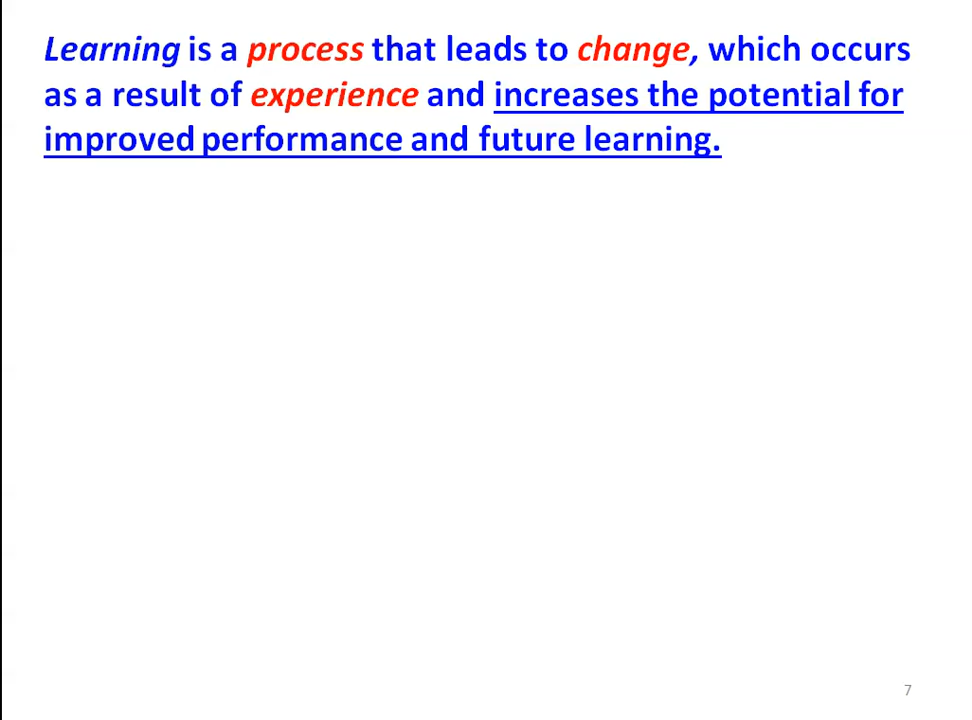 Learning is a process that leads to change, which occurs
as a result of experience and increases the potential for
improved performance and future learning.
7